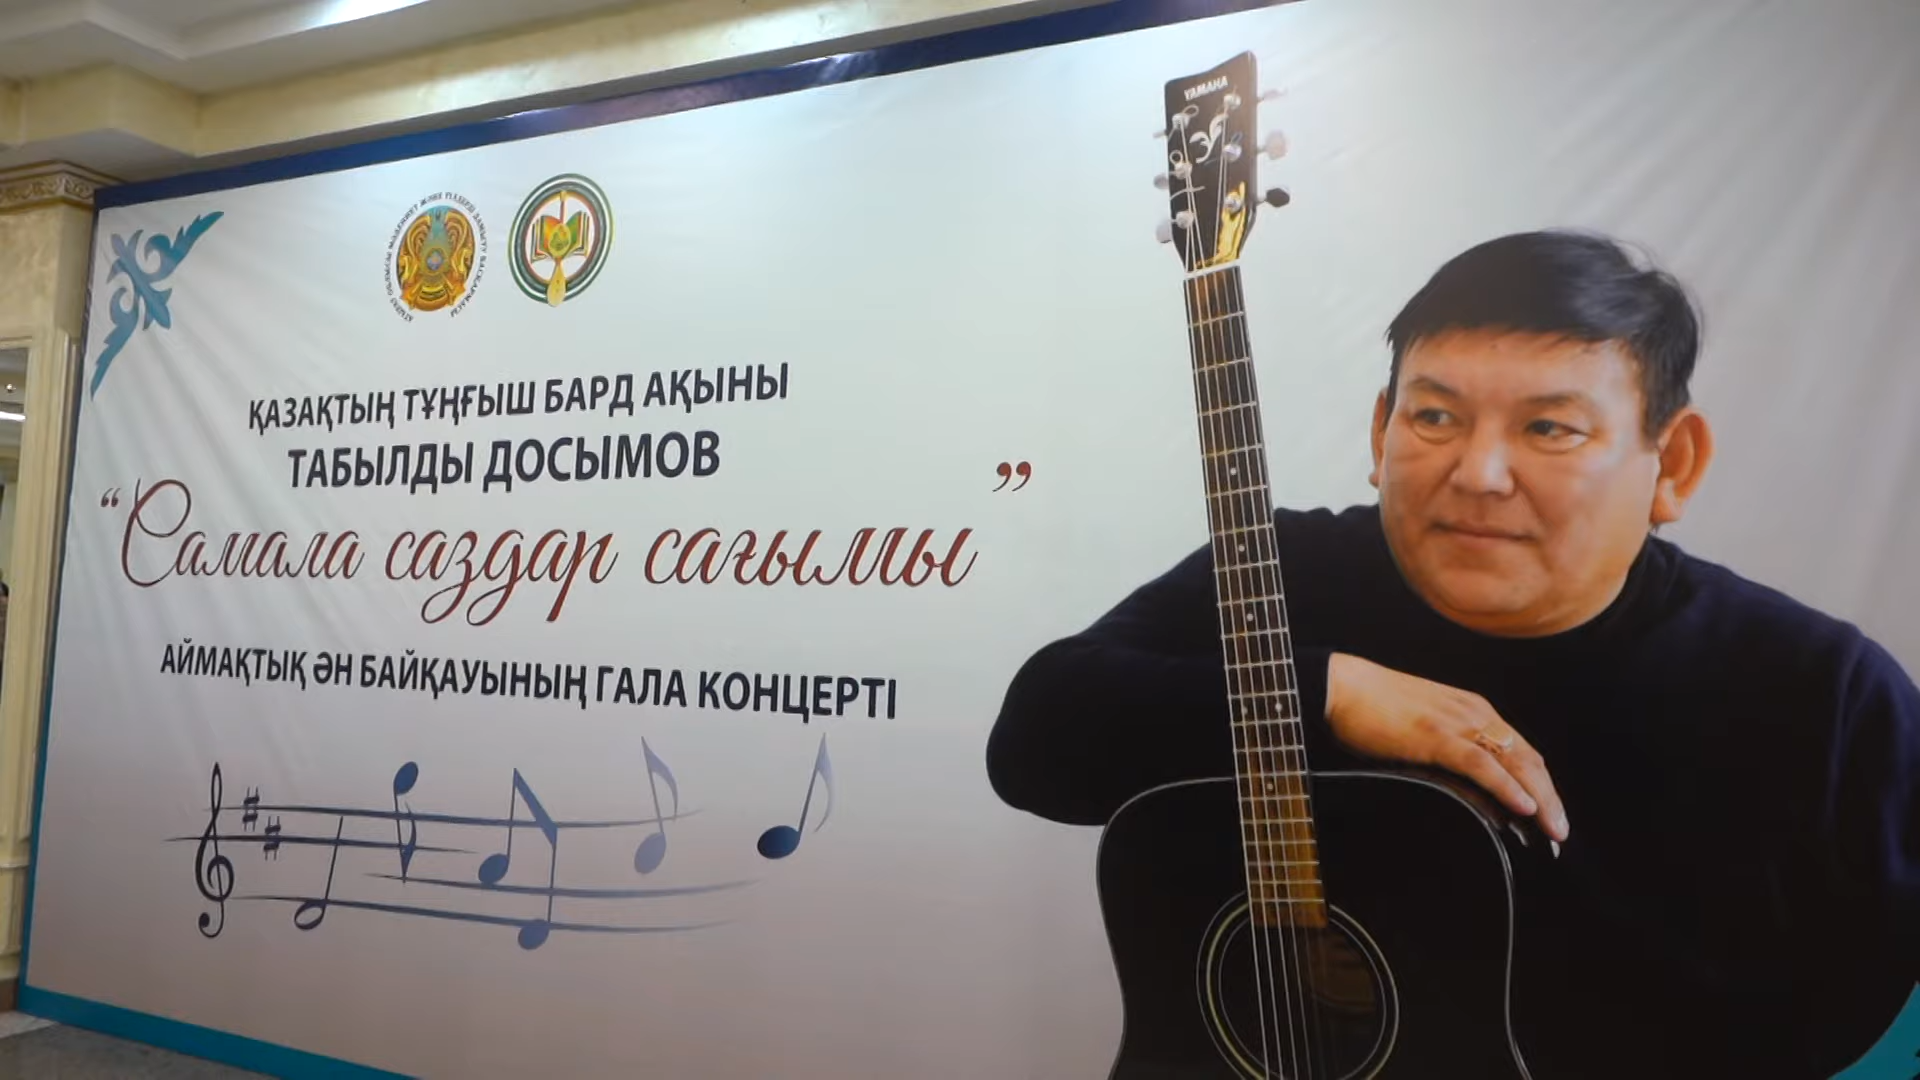 YAMAHA
ҚАЗАҚТЫҢ ТҰҢҒЫШ БАРД АҚЫНЫ
ТАБЫЛДЫ ДОСЫМОВ
“Самала саздар сағымы”
АЙМАҚТЫҚ ӘН БАЙҚАУЫНЫҢ ГАЛА КОНЦЕРТІ